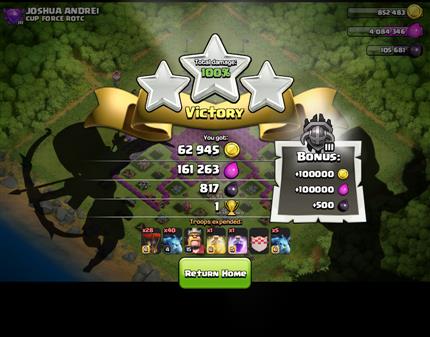 JOSHUA ANDREI
CUP FORCE ROTC
852 483
4 084 346
105 681
Total damage:
100%
Victory
You got:
62 945
161 263
817
1
III
Bonus:
+100000
+100000
+500
Troops expended:
x28 x40 x1 x1 x5
Return Home